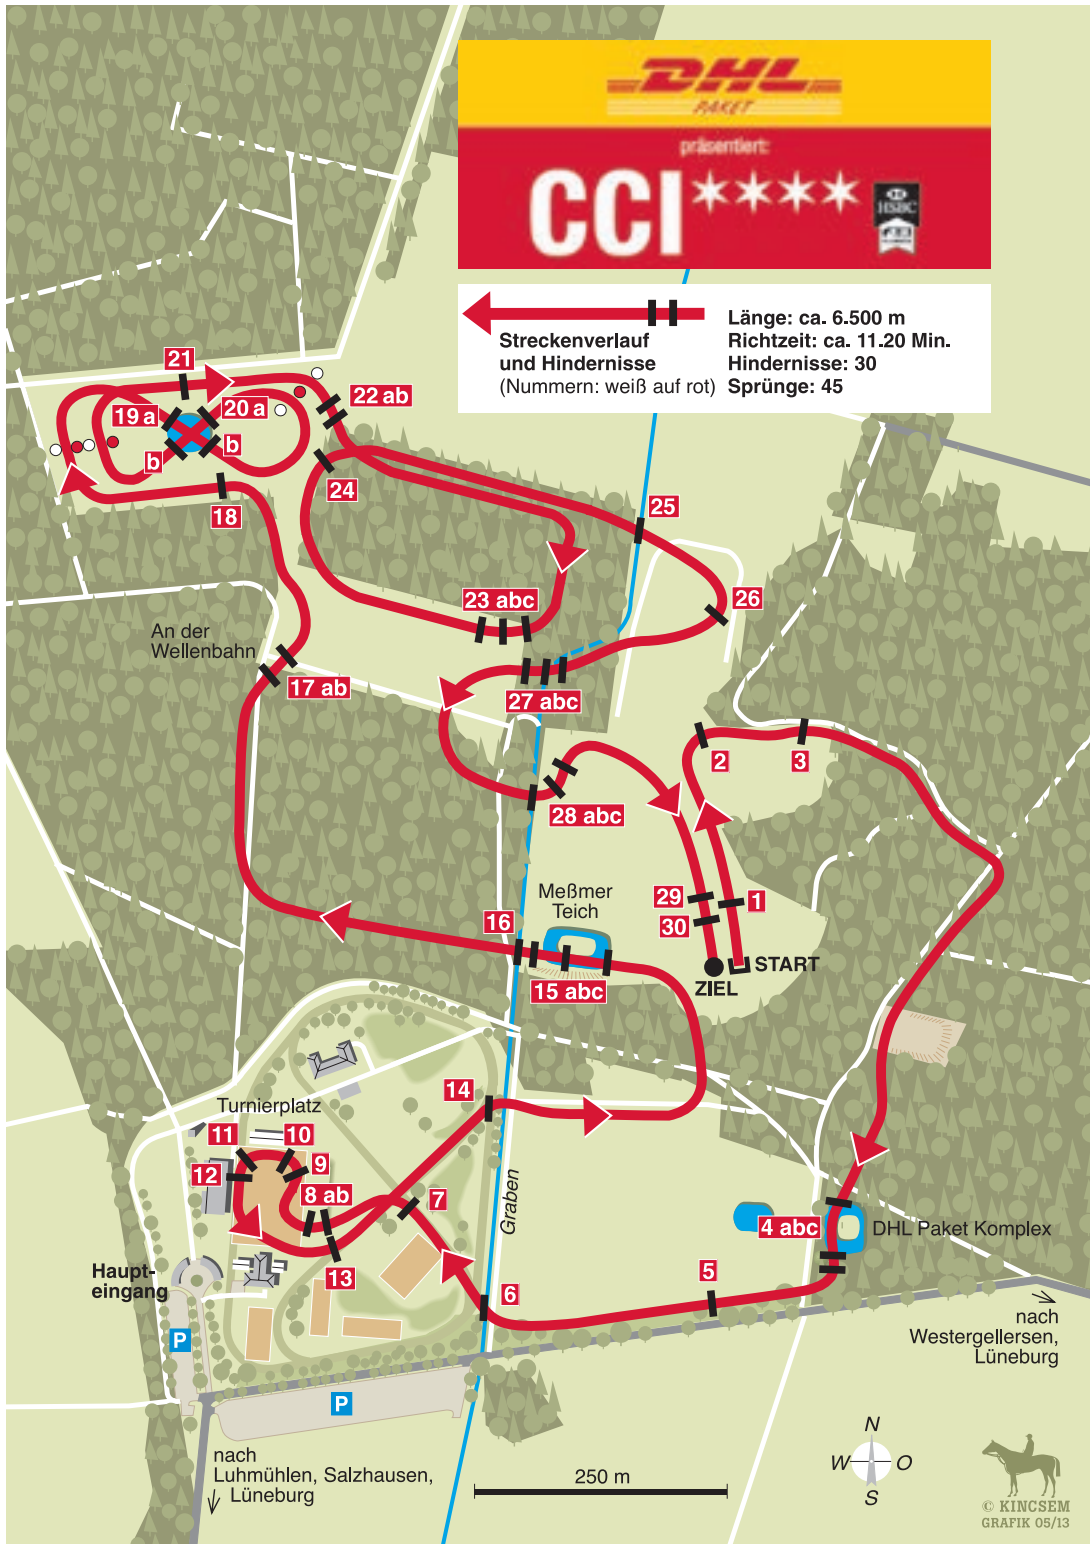 DHL
PAKET
präsentiert:
CCI****
HSBC
Streckenverlauf
und Hindernisse
(Nummern: weiß auf rot)
Länge: ca. 6.500 m
Richtzeit: ca. 11.20 Min.
Hindernisse: 30
Sprünge: 45
21
22 ab
19 a
20 a
b
b
24
18
25
23 abc
26
An der
Wellenbahn
17 ab
27 abc
2
3
28 abc
Meßmer
Teich
29
1
30
16
START
ZIEL
15 abc
14
Turnierplatz
11
10
9
12
8 ab
7
Graben
4 abc
DHL Paket Komplex
13
5
6
Haupt-
eingang
P
P
nach
Westergellersen,
Lüneburg
nach
Luhmühlen, Salzhausen,
Lüneburg
250 m
N
W
O
S
© KINCSEM
GRAFIK 05/13